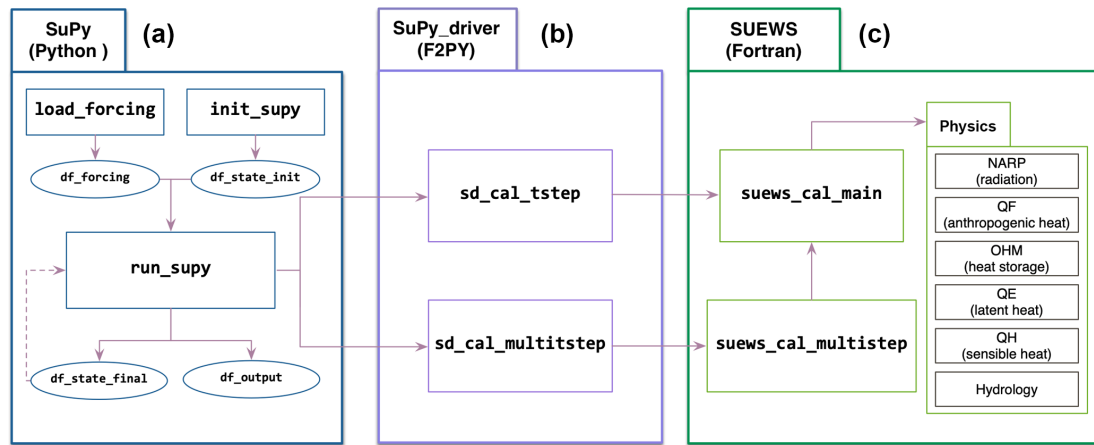 SuPy
(Python )
(a)
load_forcing
init_supy
df_forcing
df_state_init
run_supy
df_state_final
df_output
SuPy_driver
(F2PY)
(b)
sd_cal_tstep
sd_cal_multitstep
SUEWS
(Fortran)
(c)
suews_cal_main
suews_cal_multistep
Physics
NARP
(radiation)
QF
(anthropogenic heat)
OHM
(heat storage)
QE
(latent heat)
QH
(sensible heat)
Hydrology